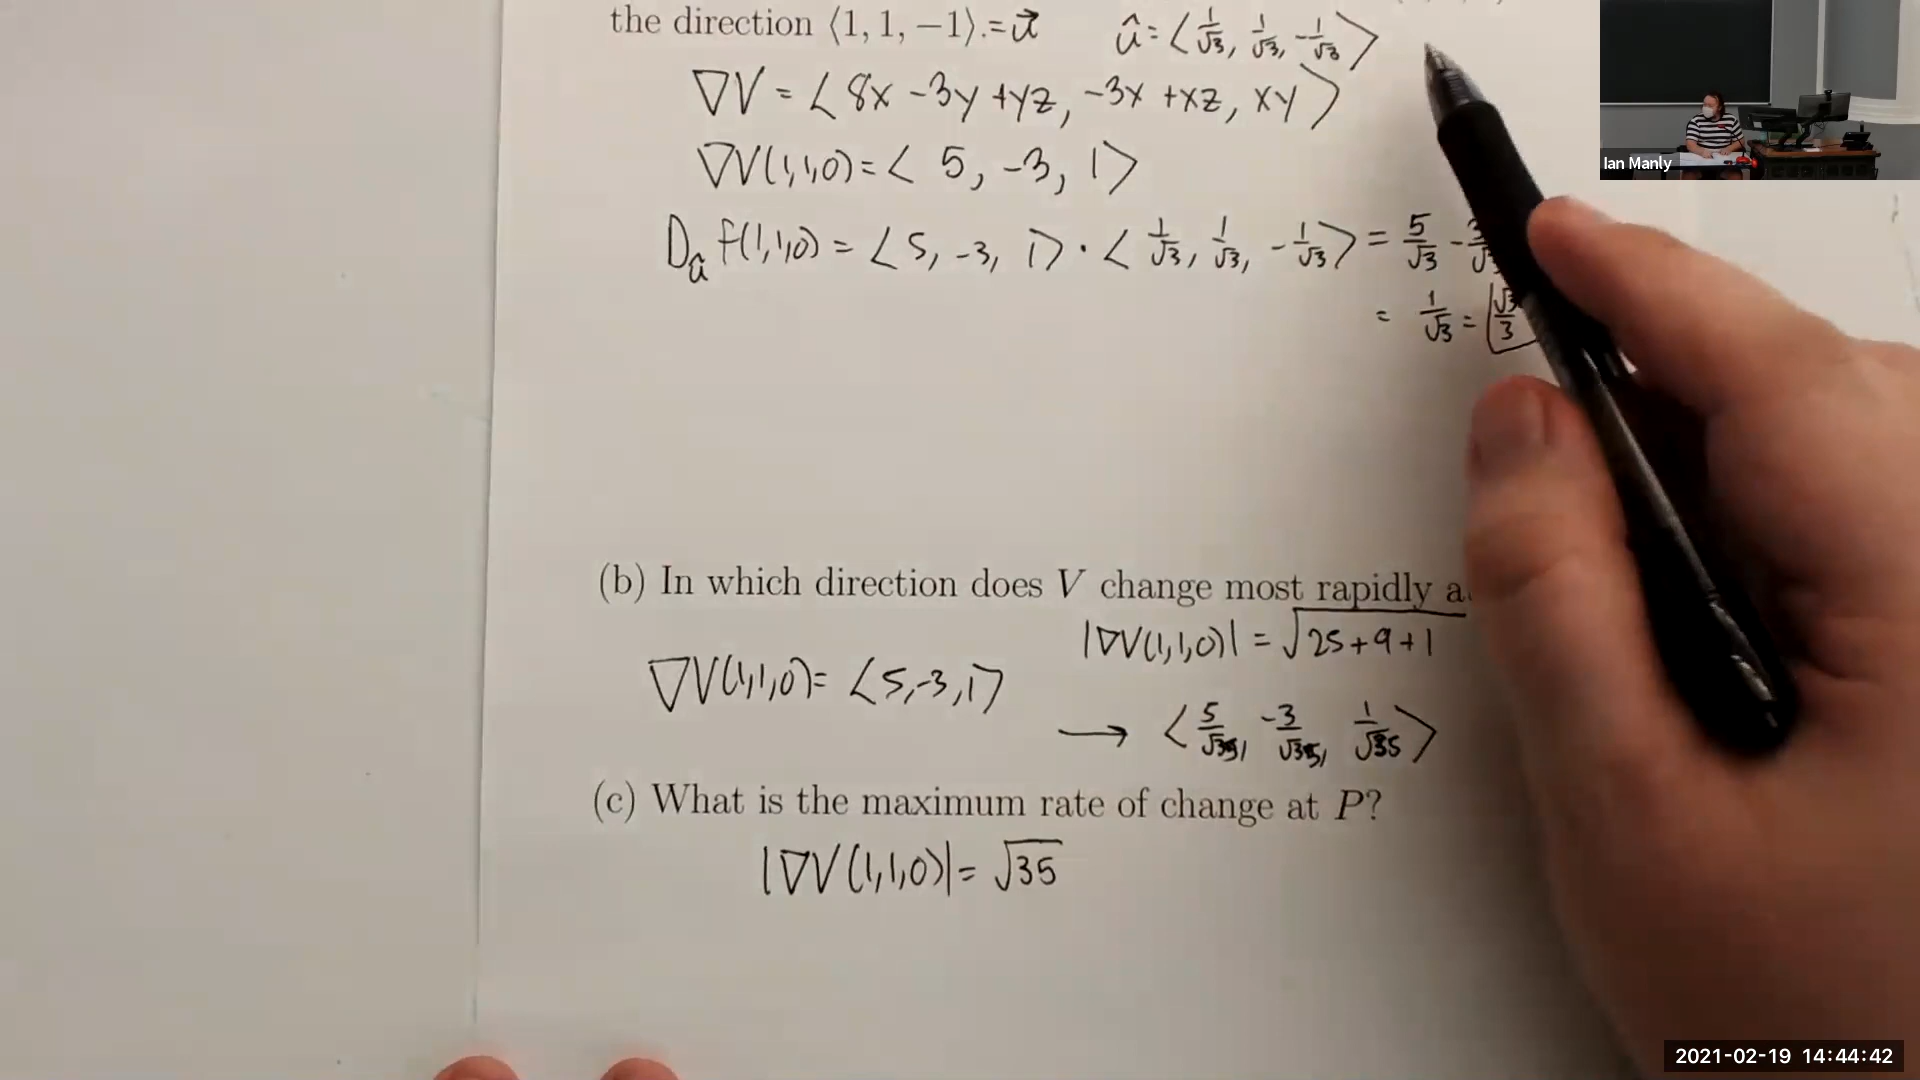 the direction ⟨1, 1, −1⟩.= u⃗ û = ⟨1/√3, 1/√3, -1/√3⟩
∇V = ⟨8x - 3y + yz, -3x + xz, xy⟩
∇V(1,1,0) = ⟨5, -3, 1⟩
D_û f(1,1,0) = ⟨5, -3, 1⟩ · ⟨1/√3, 1/√3, -1/√3⟩ = 5/√3 -
= 1/√3 = √3/3
(b) In which direction does V change most rapidly
|∇V(1,1,0)| = √25+9+1
∇V(1,1,0) = ⟨5,-3,1⟩
→ ⟨5/√35, -3/√35, 1/√35⟩
(c) What is the maximum rate of change at P?
|∇V(1,1,0)| = √35
Ian Manly
2021-02-19 14:44:42